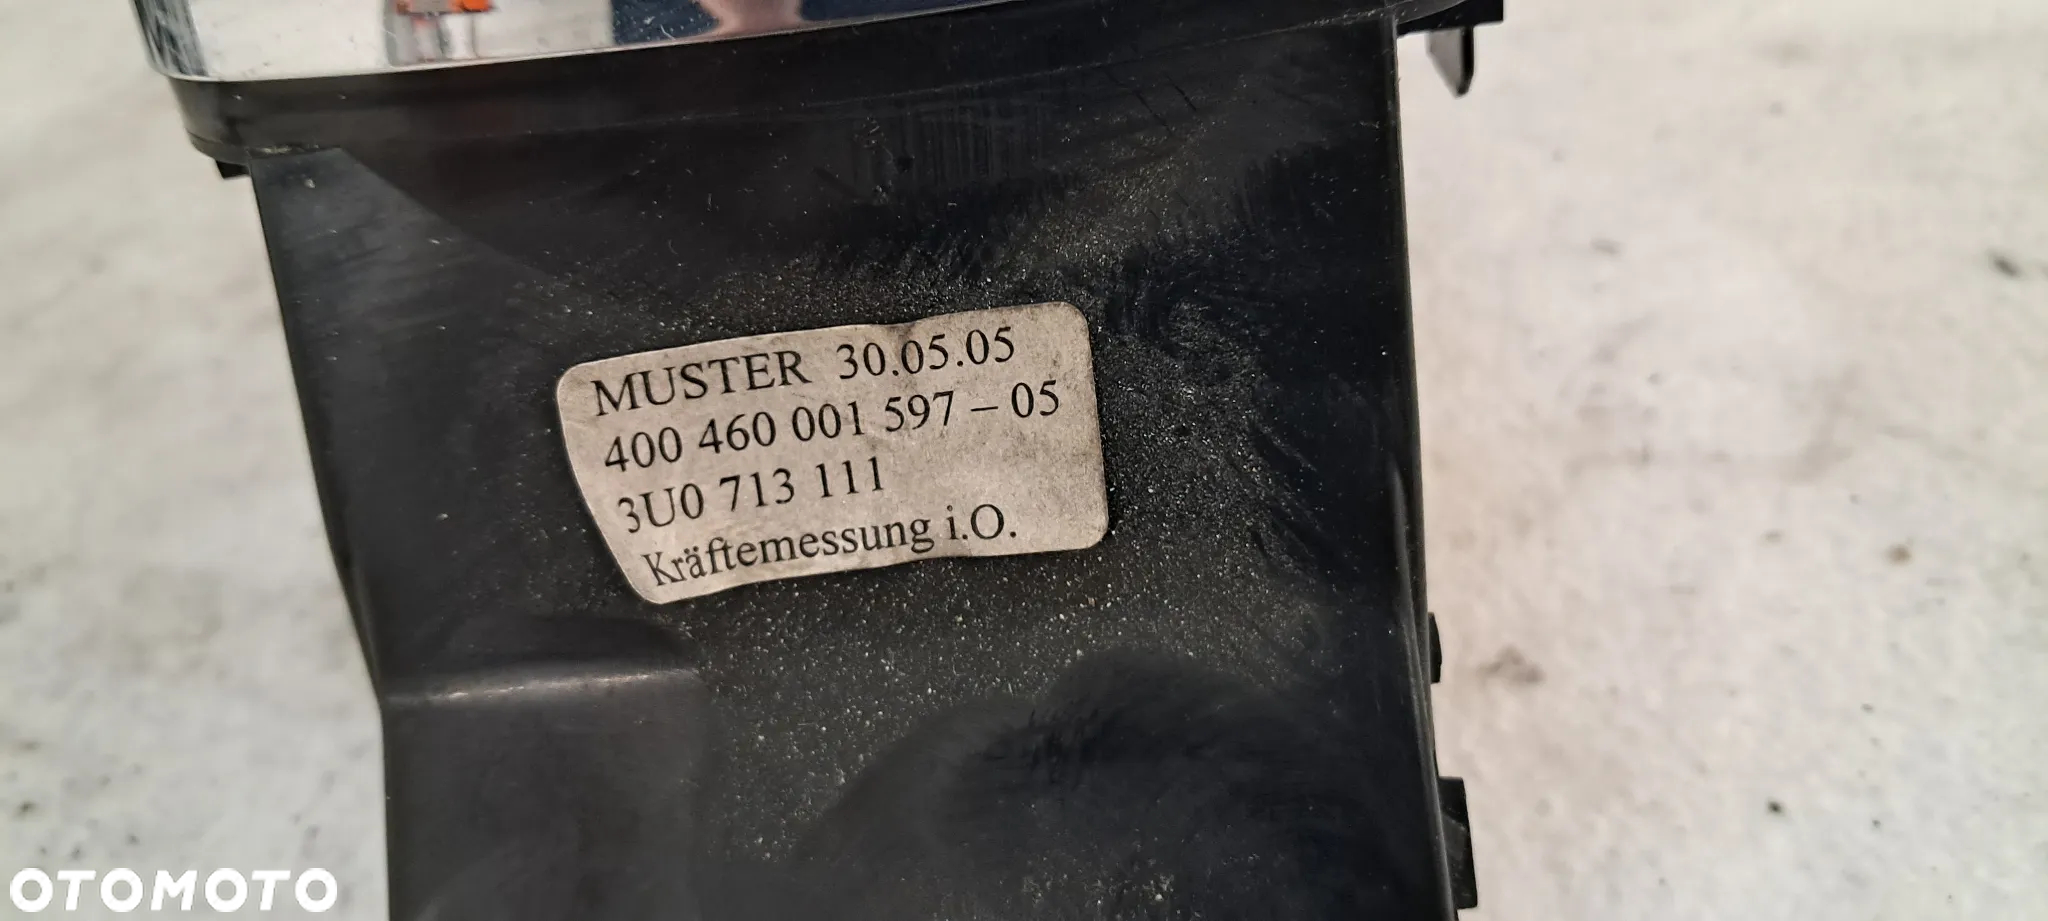 MUSTER 30.05.05
400 460 001 597 – 05
3U0 713 111
Kräftemessung i.O.
OTOMOTO